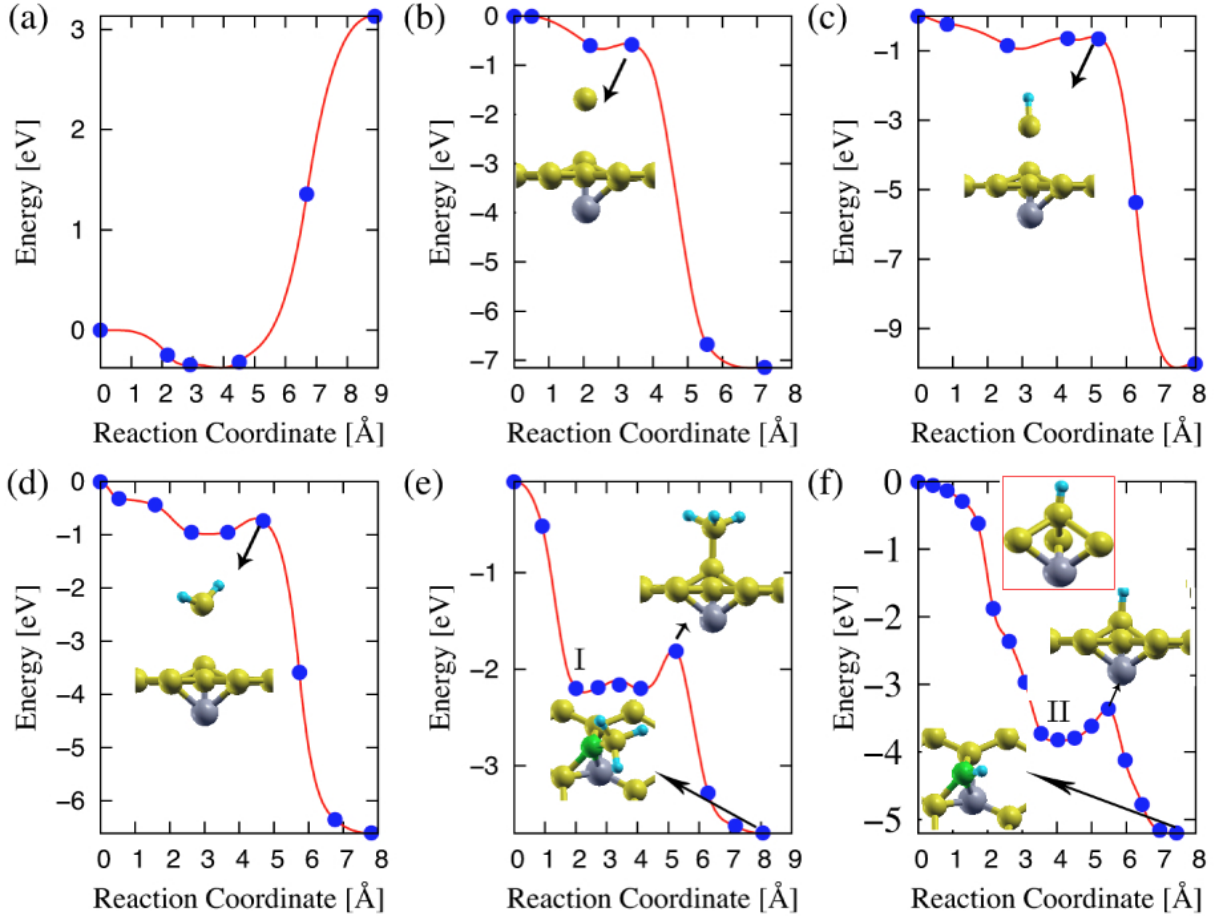 (a)
Energy [eV]
3
2
1
0
0 1 2 3 4 5 6 7 8 9
Reaction Coordinate [Å]
(b)
Energy [eV]
0
−1
−2
−3
−4
−5
−6
−7
0 1 2 3 4 5 6 7 8
Reaction Coordinate [Å]
(c)
Energy [eV]
−1
−3
−5
−7
−9
0 1 2 3 4 5 6 7 8
Reaction Coordinate [Å]
(d)
Energy [eV]
0
−1
−2
−3
−4
−5
−6
0 1 2 3 4 5 6 7 8
Reaction Coordinate [Å]
(e)
Energy [eV]
−1
−2
−3
I
0 1 2 3 4 5 6 7 8 9
Reaction Coordinate [Å]
(f)
Energy [eV]
0
−1
−2
−3
−4
−5
II
0 1 2 3 4 5 6 7 8
Reaction Coordinate [Å]